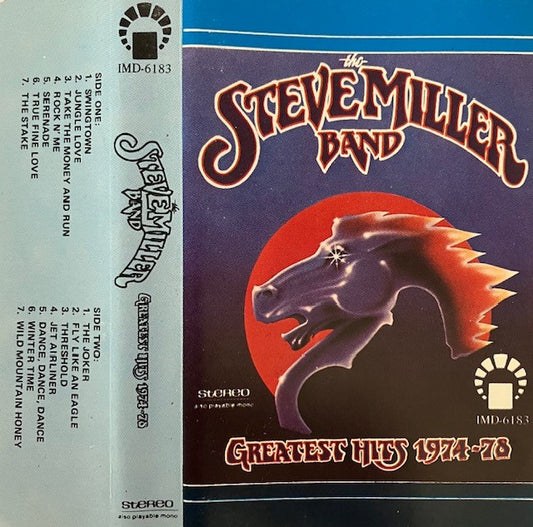 IMD-6183
SIDE ONE:
1. SWINGTOWN
2. JUNGLE LOVE
3. TAKE THE MONEY AND RUN
4. ROCK N' ME
5. SERENADE
6. TRUE FINE LOVE
7. THE STAKE
the
STEVE MILLER
BAND
GREATEST HITS 1974-78
SIDE TWO:
1. THE JOKER
2. FLY LIKE AN EAGLE
3. THRESHOLD
4. JET AIRLINER
5. DANCE, DANCE, DANCE
6. WINTER TIME
7. WILD MOUNTAIN HONEY
STEREO
also playable mono
the
STEVE MILLER
BAND
STEREO
also playable mono
IMD-6183
GREATEST HITS 1974-78